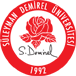 SÜLEYMAN DEMİREL ÜNİVERSİTESİ
S. Demirel
1992